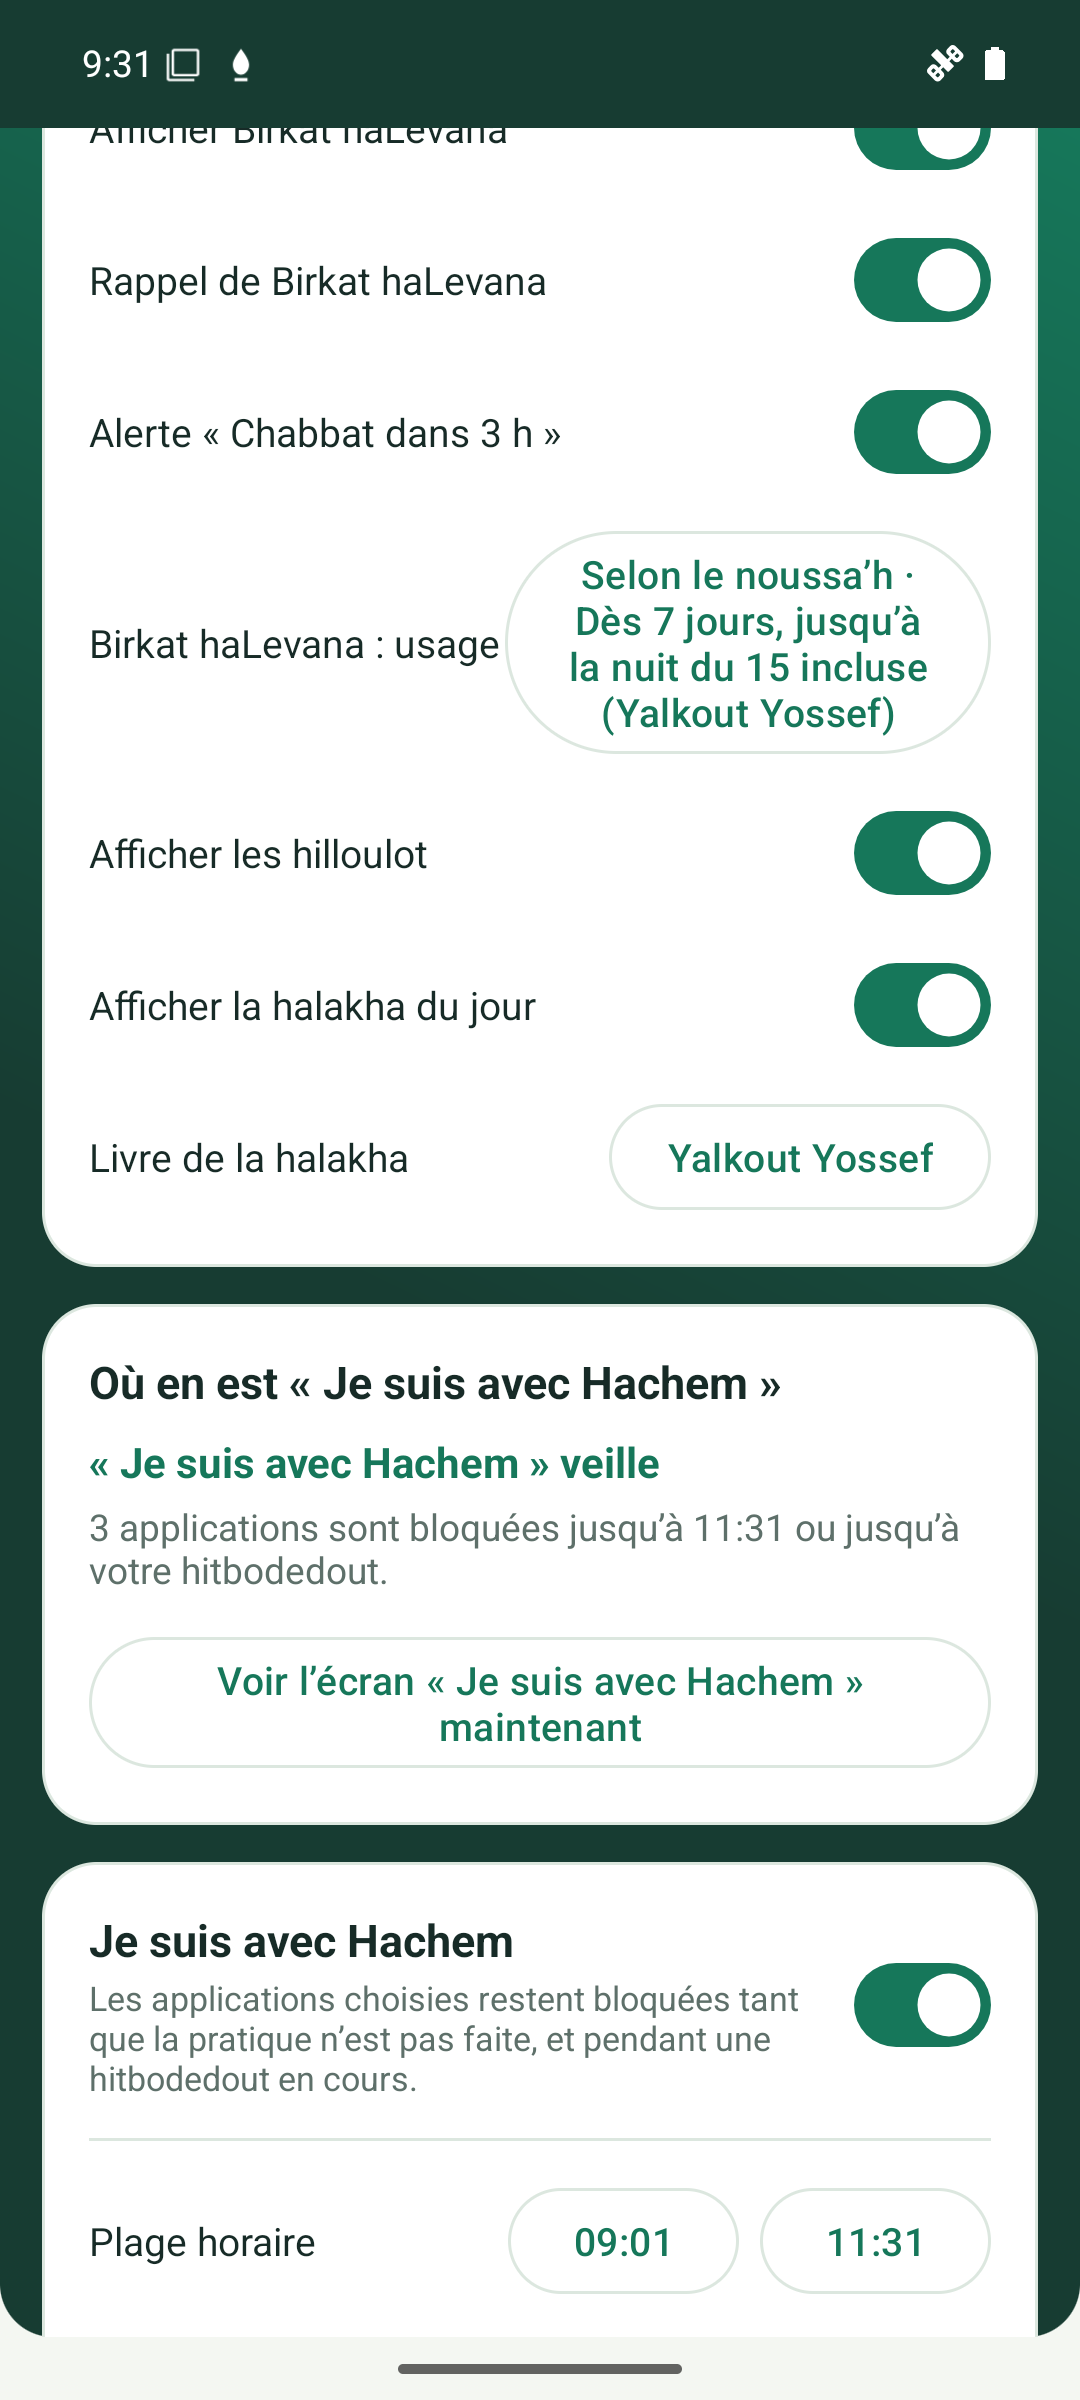 9:31
Afficher Birkat haLevana
Rappel de Birkat haLevana
Alerte « Chabbat dans 3 h »
Birkat haLevana : usage
Selon le noussa’h ·
Dès 7 jours, jusqu’à
la nuit du 15 incluse
(Yalkout Yossef)
Afficher les hilloulot
Afficher la halakha du jour
Livre de la halakha
Yalkout Yossef
Où en est « Je suis avec Hachem »
« Je suis avec Hachem » veille
3 applications sont bloquées jusqu’à 11:31 ou jusqu’à
votre hitbodedout.
Voir l’écran « Je suis avec Hachem »
maintenant
Je suis avec Hachem
Les applications choisies restent bloquées tant
que la pratique n’est pas faite, et pendant une
hitbodedout en cours.
Plage horaire
09:01
11:31